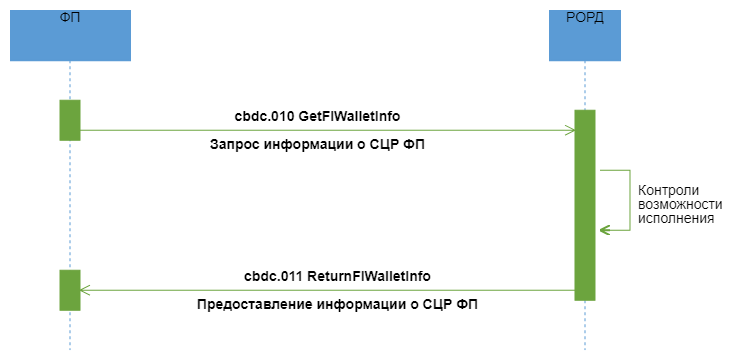 ФП
РОРД
cbdc.010 GetFIWalletInfo
Запрос информации о СЦР ФП
Контроли
возможности
исполнения
cbdc.011 ReturnFIWalletInfo
Предоставление информации о СЦР ФП